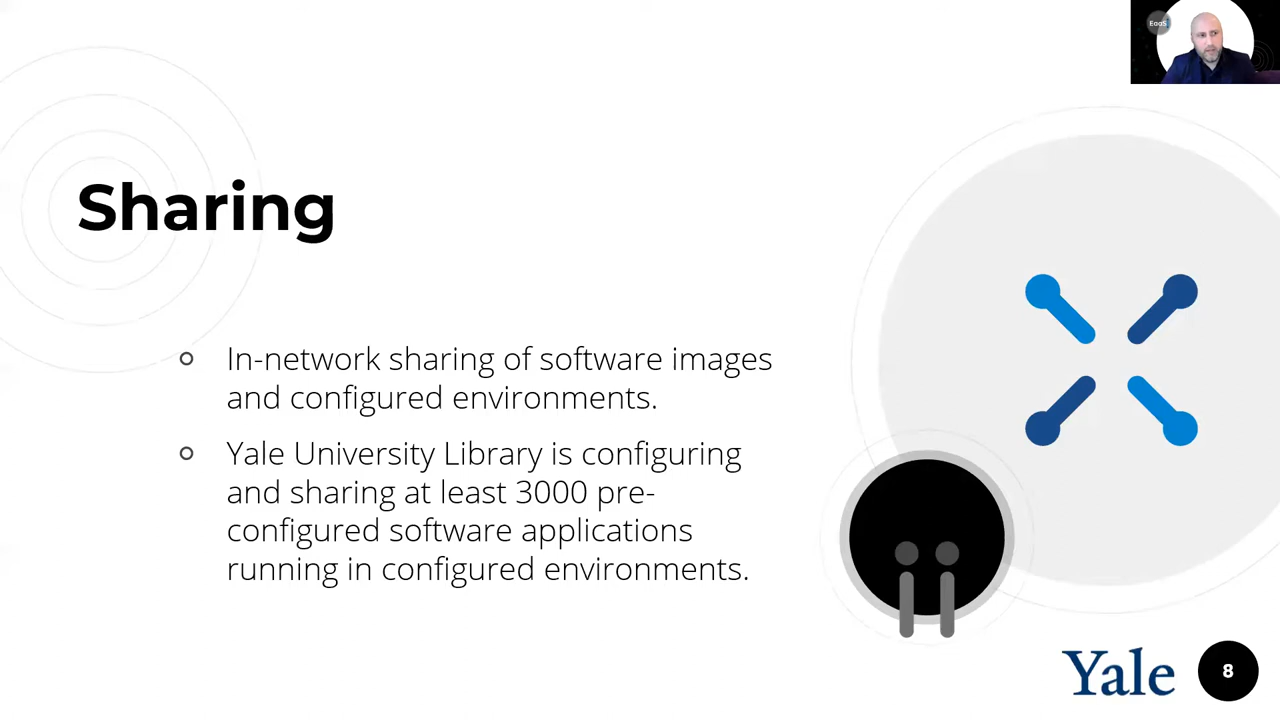 EaaS
Sharing
In-network sharing of software images
and configured environments.
Yale University Library is configuring
and sharing at least 3000 pre-
configured software applications
running in configured environments.
Yale
8